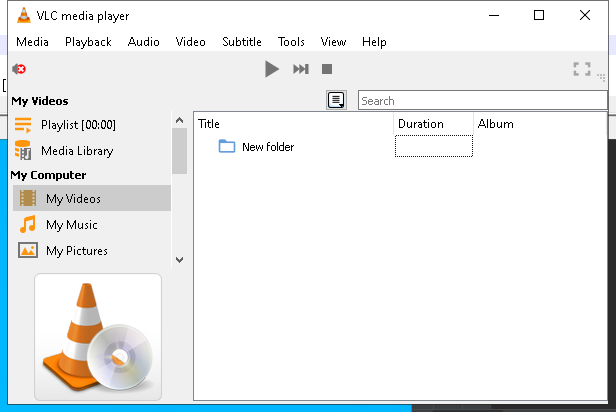 VLC media player
Media Playback Audio Video Subtitle Tools View Help
Search
My Videos
Playlist [00:00]
Media Library
My Computer
My Videos
My Music
My Pictures
Title Duration Album
New folder